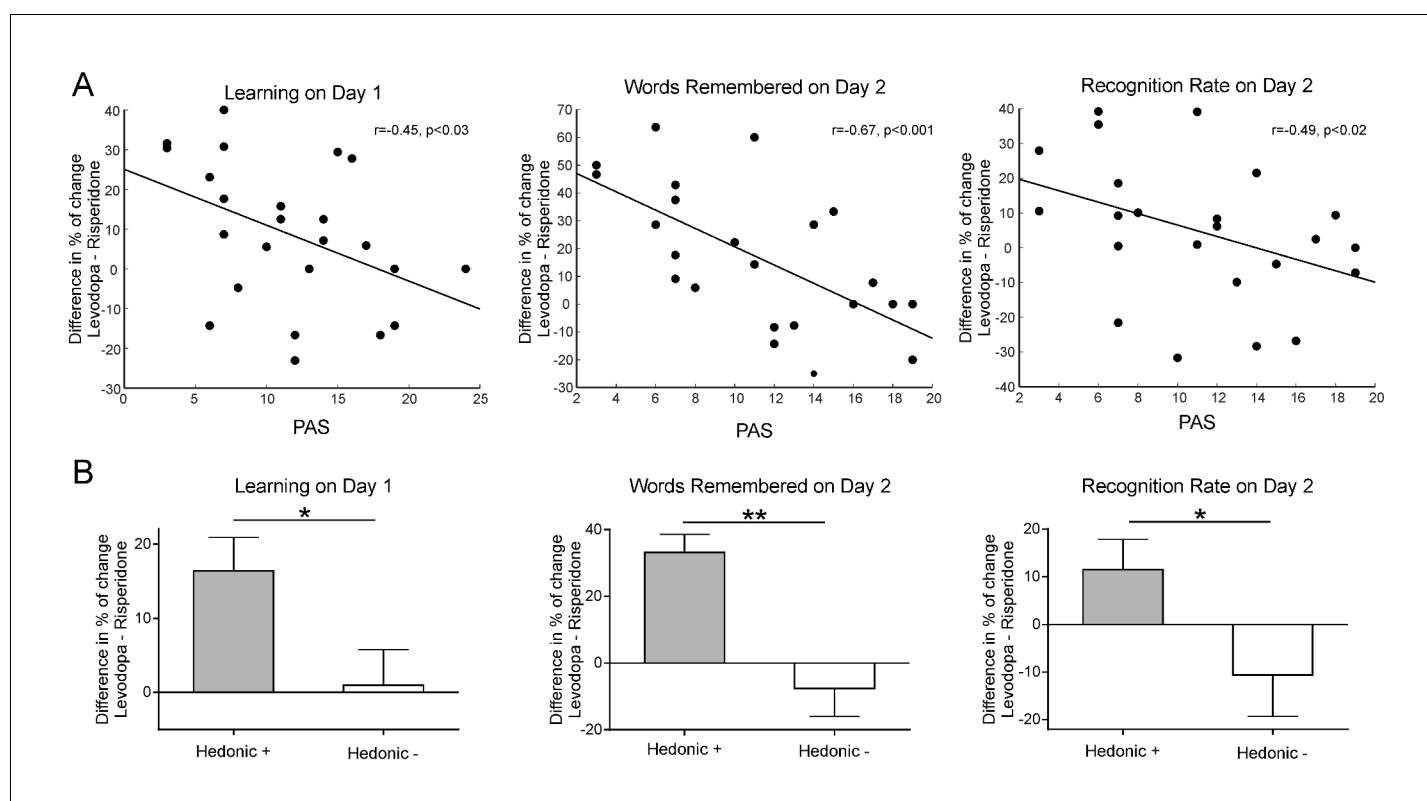 A
Learning on Day 1
Difference in % of change
Levodopa - Risperidone
40
30
20
10
0
-10
-20
-30
r=-0.45, p<0.03
0 5 10 15 20 25
PAS
Words Remembered on Day 2
Difference in % of change
Levodopa - Risperidone
70
60
50
40
30
20
10
0
-10
-20
-30
r=-0.67, p<0.001
2 4 6 8 10 12 14 16 18 20
PAS
Recognition Rate on Day 2
Difference in % of change
Levodopa - Risperidone
40
30
20
10
0
-10
-20
-30
-40
r=-0.49, p<0.02
2 4 6 8 10 12 14 16 18 20
PAS
B
Learning on Day 1
*
Difference in % of change
Levodopa - Risperidone
20
10
0
Hedonic + Hedonic -
Words Remembered on Day 2
**
Difference in % of change
Levodopa - Risperidone
40
20
0
-20
Hedonic + Hedonic -
Recognition Rate on Day 2
*
Difference in % of change
Levodopa - Risperidone
20
10
0
-10
-20
Hedonic + Hedonic -